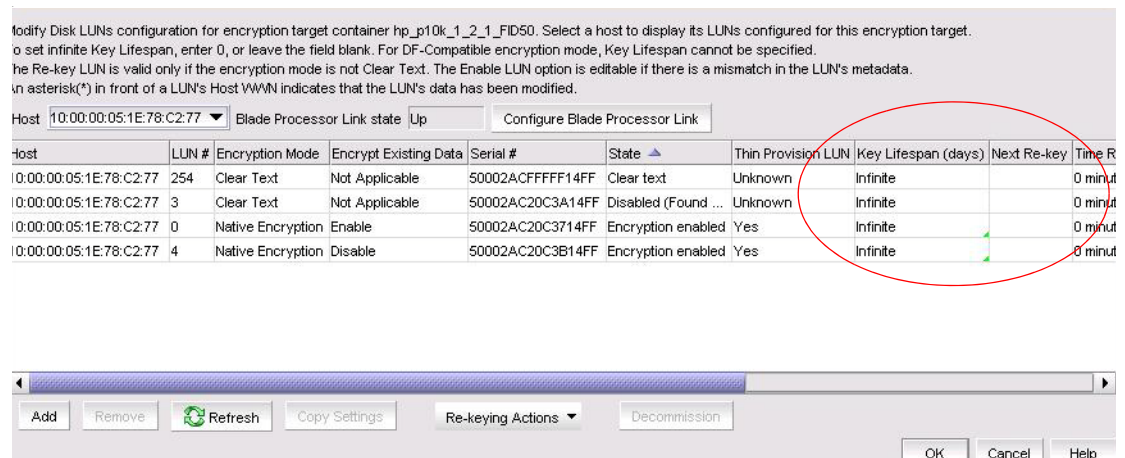 Modify Disk LUNs configuration for encryption target container hp_p10k_1_2_1_FID50. Select a host to display its LUNs configured for this encryption target.
To set infinite Key Lifespan, enter 0, or leave the field blank. For DF-Compatible encryption mode, Key Lifespan cannot be specified.
The Re-key LUN is valid only if the encryption mode is not Clear Text. The Enable LUN option is editable if there is a mismatch in the LUN's metadata.
An asterisk(*) in front of a LUN's Host WWN indicates that the LUN's data has been modified.
Host 10:00:00:05:1E:78:C2:77 Blade Processor Link state Up Configure Blade Processor Link
Host LUN # Encryption Mode Encrypt Existing Data Serial # State Thin Provision LUN Key Lifespan (days) Next Re-key Time R
10:00:00:05:1E:78:C2:77 254 Clear Text Not Applicable 50002ACFFFFF14FF Clear text Unknown Infinite 0 minut
10:00:00:05:1E:78:C2:77 3 Clear Text Not Applicable 50002AC20C3A14FF Disabled (Found ... Unknown Infinite 0 minut
10:00:00:05:1E:78:C2:77 0 Native Encryption Enable 50002AC20C3714FF Encryption enabled Yes Infinite 0 minut
10:00:00:05:1E:78:C2:77 4 Native Encryption Disable 50002AC20C3B14FF Encryption enabled Yes Infinite 0 minut
Add Remove Refresh Copy Settings Re-keying Actions Decommission
OK Cancel Help